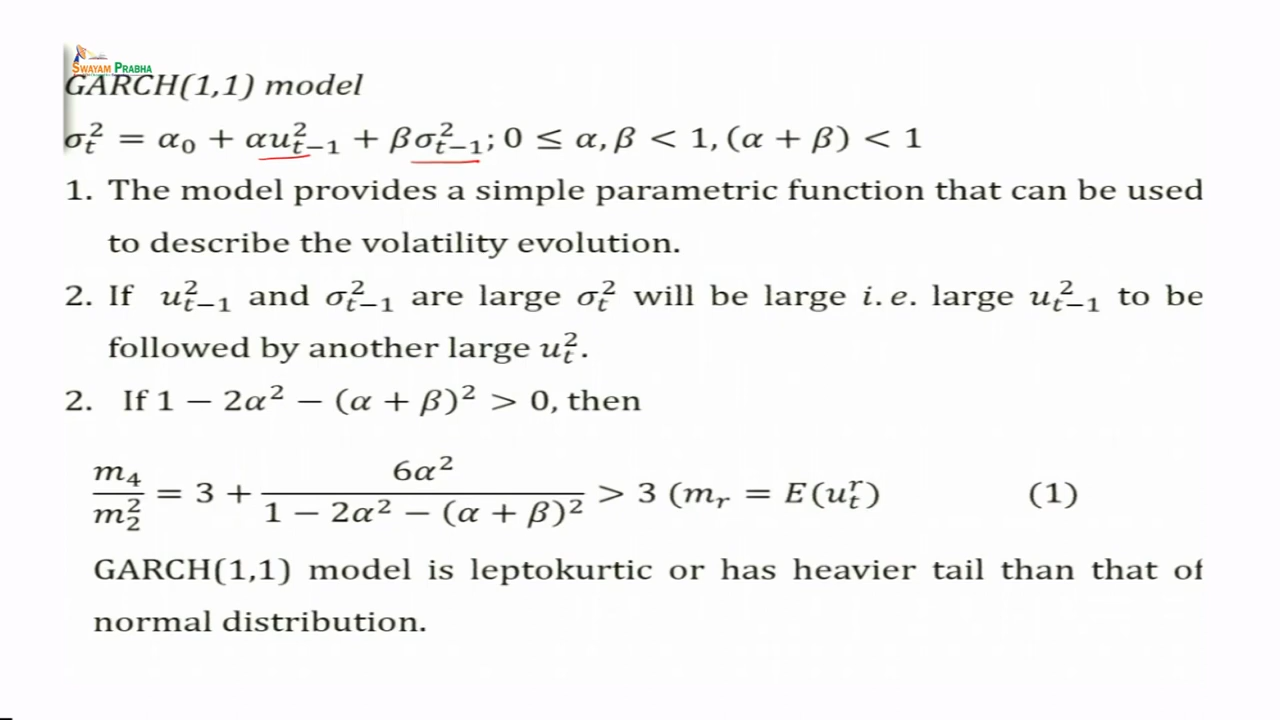 SWAYAM PRABHA
GARCH(1,1) model
σ_t^2 = α_0 + αu_{t−1}^2 + βσ_{t−1}^2; 0 ≤ α, β < 1, (α + β) < 1
1. The model provides a simple parametric function that can be used
to describe the volatility evolution.
2. If u_{t−1}^2 and σ_{t−1}^2 are large σ_t^2 will be large i.e. large u_{t−1}^2 to be
followed by another large u_t^2.
2. If 1 − 2α^2 − (α + β)^2 > 0, then
m_4/m_2^2 = 3 + 6α^2/(1 − 2α^2 − (α + β)^2) > 3 (m_r = E(u_t^r) (1)
GARCH(1,1) model is leptokurtic or has heavier tail than that of
normal distribution.